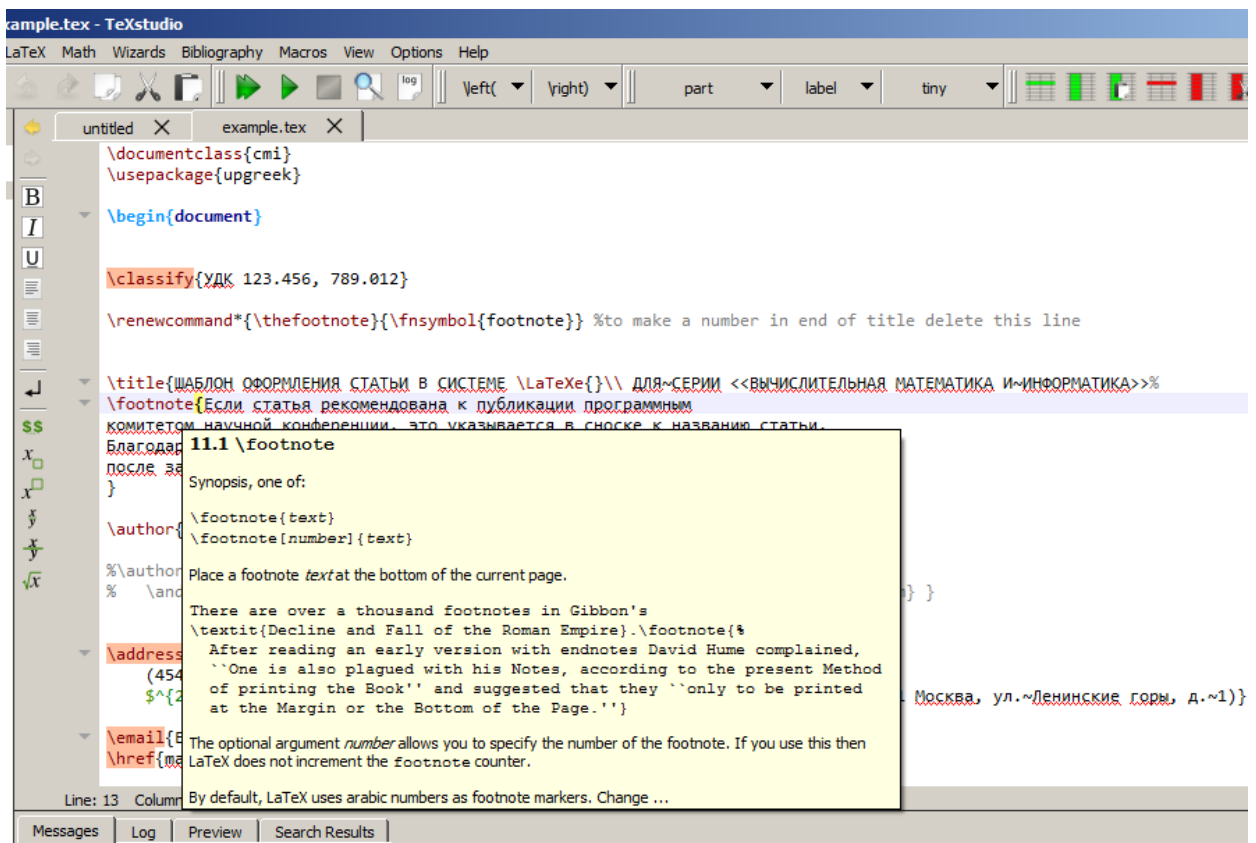 xample.tex - TeXstudio
LaTeX Math Wizards Bibliography Macros View Options Help
log \left( \right) part label tiny
untitled example.tex
\documentclass{cmi}
\usepackage{upgreek}
B
\begin{document}
I
U
\classify{УДК 123.456, 789.012}
\renewcommand*{\thefootnote}{\fnsymbol{footnote}} %to make a number in end of title delete this line
\title{ШАБЛОН ОФОРМЛЕНИЯ СТАТЬИ В СИСТЕМЕ \LaTeXe{}\\ ДЛЯ~СЕРИИ <<ВЫЧИСЛИТЕЛЬНАЯ МАТЕМАТИКА И~ИНФОРМАТИКА>>%
\footnote{Если статья рекомендована к публикации программным
$$ комитетом научной конференции, это указывается в сноске к названию статьи.
Благодар
после за
}
\author{
%\author
% \and } }
\address
(454
$^{2 Москва, ул.~Ленинские горы, д.~1)}
\email{
\href{ma
11.1 \footnote
Synopsis, one of:
\footnote{text}
\footnote[number]{text}
Place a footnote text at the bottom of the current page.
There are over a thousand footnotes in Gibbon's
\textit{Decline and Fall of the Roman Empire}.\footnote{%
After reading an early version with endnotes David Hume complained,
``One is also plagued with his Notes, according to the present Method
of printing the Book'' and suggested that they ``only to be printed
at the Margin or the Bottom of the Page.''}
The optional argument number allows you to specify the number of the footnote. If you use this then
LaTeX does not increment the footnote counter.
By default, LaTeX uses arabic numbers as footnote markers. Change ...
Line: 13 Column
Messages Log Preview Search Results